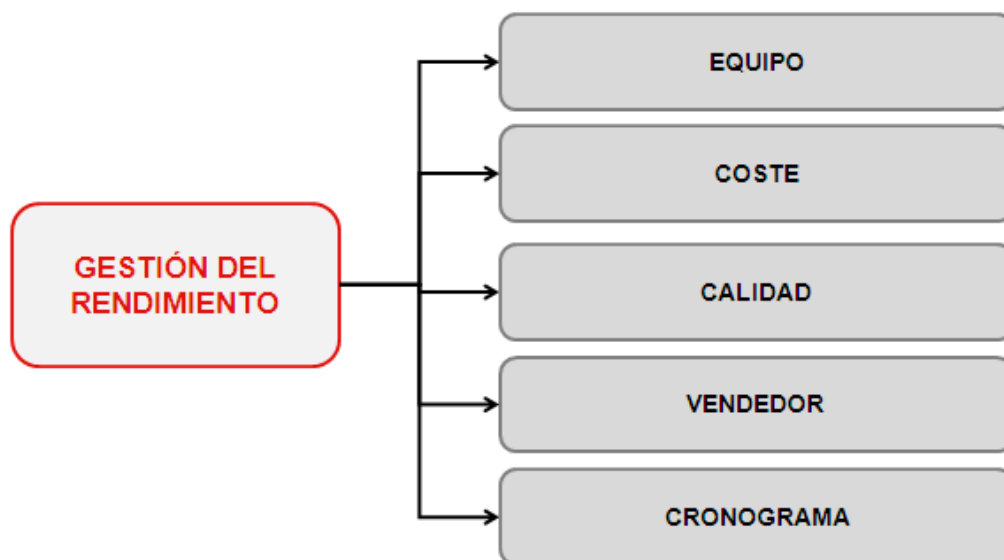 EQUIPO
COSTE
GESTIÓN DEL
RENDIMIENTO
CALIDAD
VENDEDOR
CRONOGRAMA